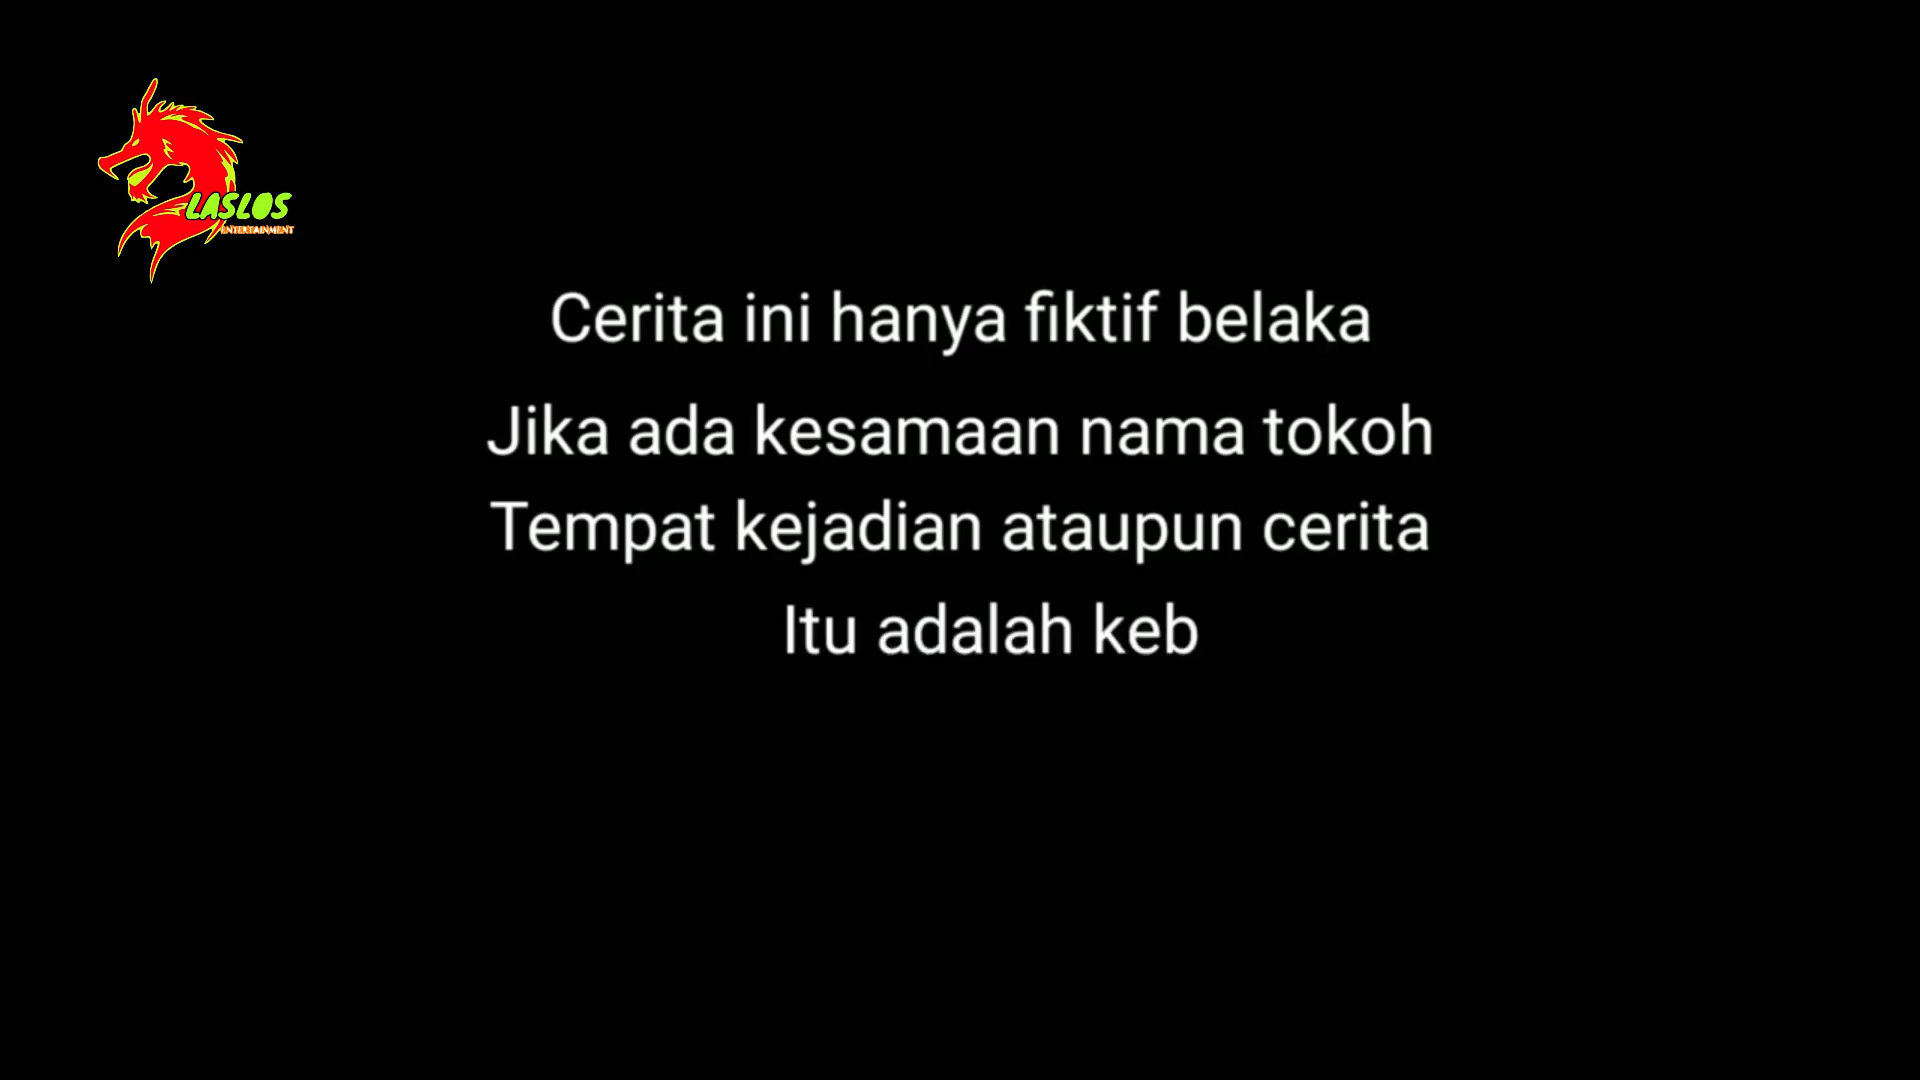 LASLOS
ENTERTAINMENT
Cerita ini hanya fiktif belaka
Jika ada kesamaan nama tokoh
Tempat kejadian ataupun cerita
Itu adalah keb